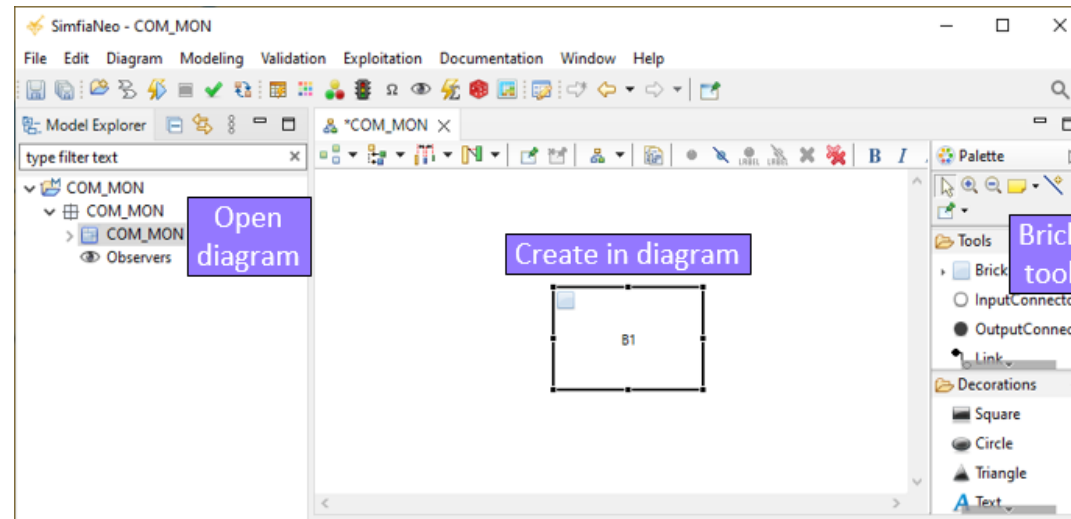 SimfiaNeo - COM_MON
File Edit Diagram Modeling Validation Exploitation Documentation Window Help
Model Explorer
*COM_MON
type filter text
B I
Palette
COM_MON
COM_MON
COM_MON
Observers
Open
diagram
Create in diagram
B1
Tools
Brick
tool
Brick
InputConnecto
OutputConnec
Link
Decorations
Square
Circle
Triangle
Text